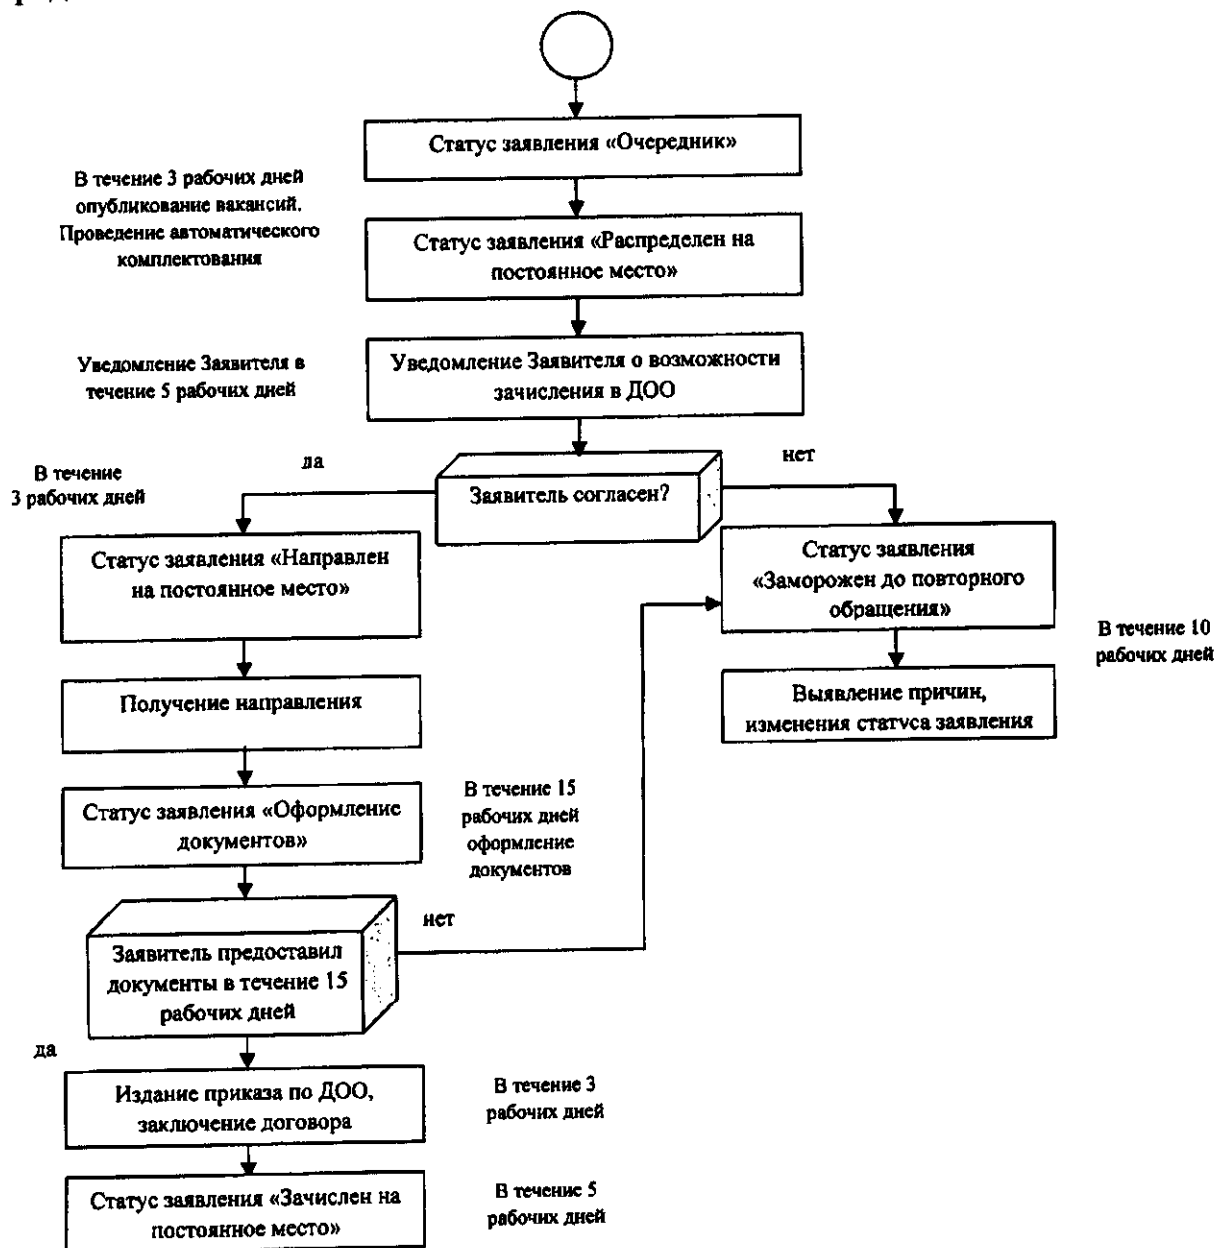 Статус заявления «Очередник»
В течение 3 рабочих дней
опубликование вакансий.
Проведение автоматического
комплектования
Статус заявления «Распределен на
постоянное место»
Уведомление Заявителя в
течение 5 рабочих дней
Уведомление Заявителя о возможности
зачисления в ДОО
Заявитель согласен?
да
нет
В течение
3 рабочих дней
Статус заявления «Направлен
на постоянное место»
Статус заявления
«Заморожен до повторного
обращения»
В течение 10
рабочих дней
Получение направления
Выявление причин,
изменения статуса заявления
Статус заявления «Оформление
документов»
В течение 15
рабочих дней
оформление
документов
нет
Заявитель предоставил
документы в течение 15
рабочих дней
да
Издание приказа по ДОО,
заключение договора
В течение 3
рабочих дней
Статус заявления «Зачислен на
постоянное место»
В течение 5
рабочих дней